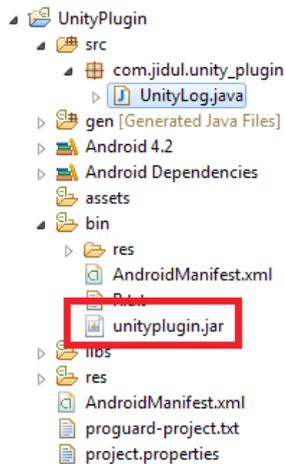 UnityPlugin
src
com.jidul.unity_plugin
UnityLog.java
gen [Generated Java Files]
Android 4.2
Android Dependencies
assets
bin
res
AndroidManifest.xml
unityplugin.jar
libs
res
AndroidManifest.xml
proguard-project.txt
project.properties